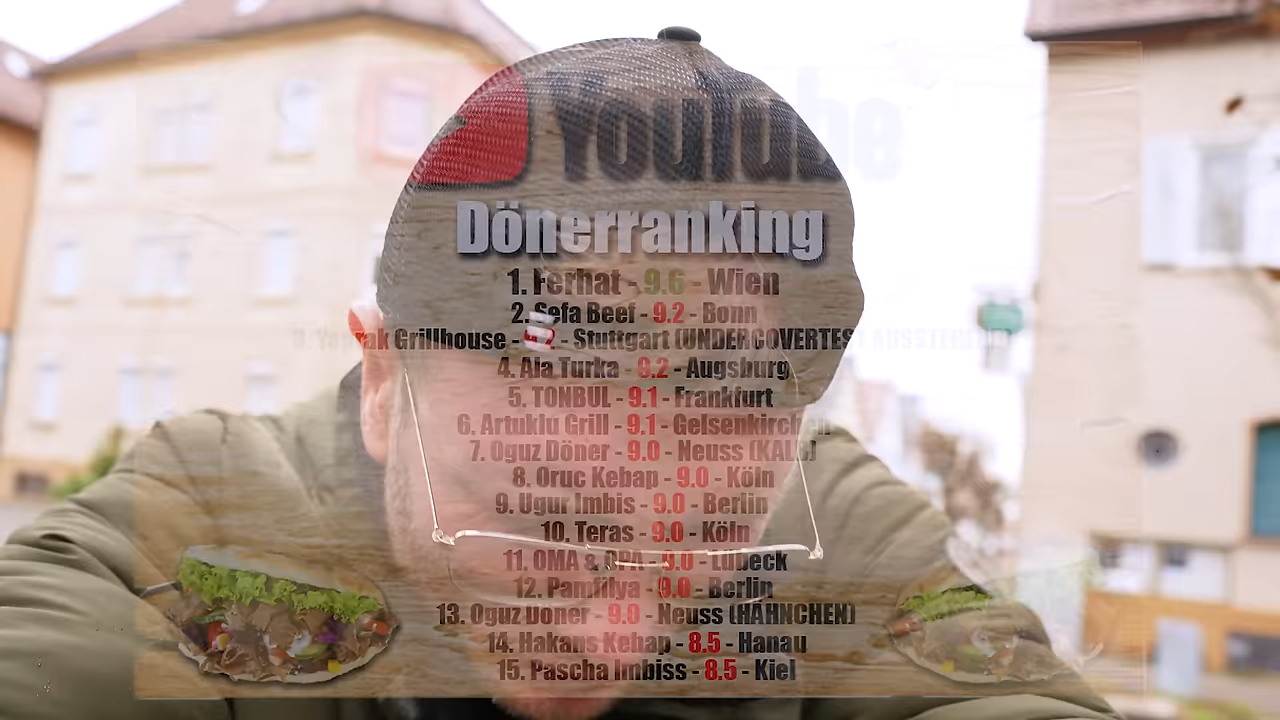 YouTube
Dönerranking
1. Ferhat - 9.6 - Wien
2. Sefa Beef - 9.2 - Bonn
3. Yaprak Grillhouse - - Stuttgart (UNDERCOVERTEST AUSSTEHEND)
4. Ala Turka - 9.2 - Augsburg
5. TONBUL - 9.1 - Frankfurt
6. Artuklu Grill - 9.1 - Gelsenkirchen
7. Oguz Döner - 9.0 - Neuss (KALB)
8. Oruc Kebap - 9.0 - Köln
9. Ugur Imbis - 9.0 - Berlin
10. Teras - 9.0 - Köln
11. OMA & OPA - 9.0 - Lübeck
12. Pamfilya - 9.0 - Berlin
13. Oguz Döner - 9.0 - Neuss (HÄHNCHEN)
14. Hakans Kebap - 8.5 - Hanau
15. Pascha Imbiss - 8.5 - Kiel